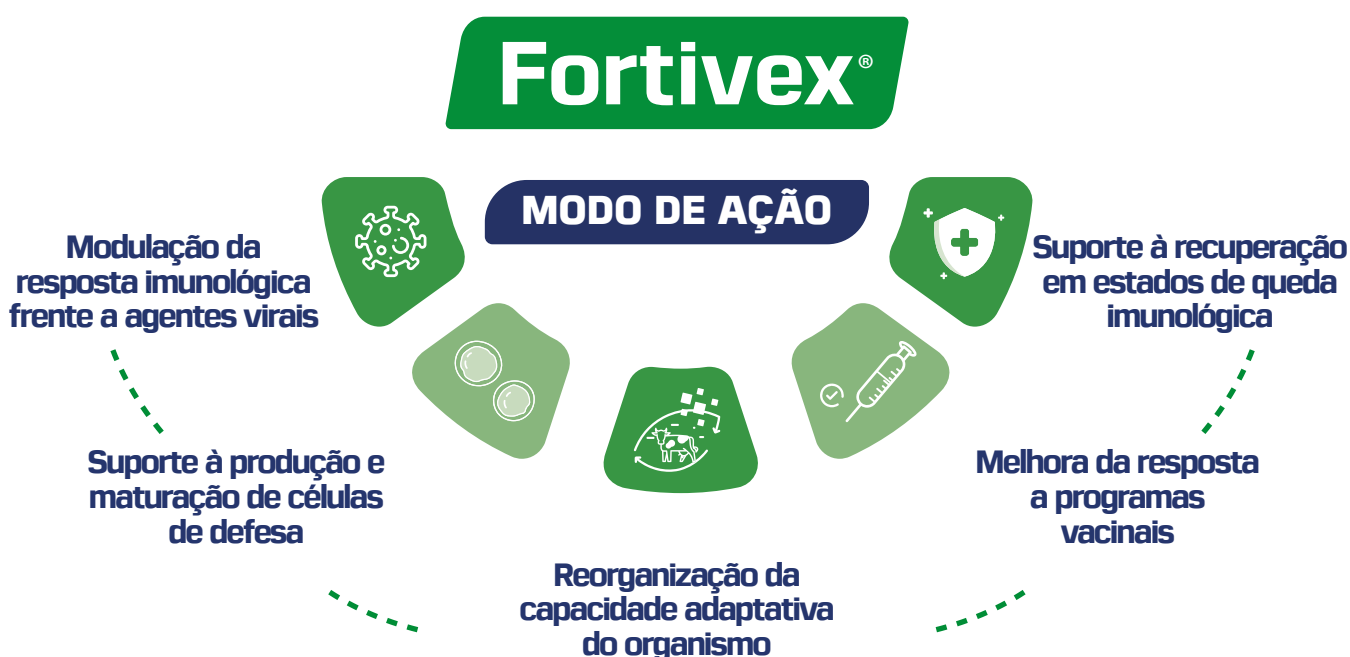 Fortivex®
MODO DE AÇÃO
Modulação da
resposta imunológica
frente a agentes virais
Suporte à produção e
maturação de células
de defesa
Reorganização da
capacidade adaptativa
do organismo
Melhora da resposta
a programas
vacinais
Suporte à recuperação
em estados de queda
imunológica